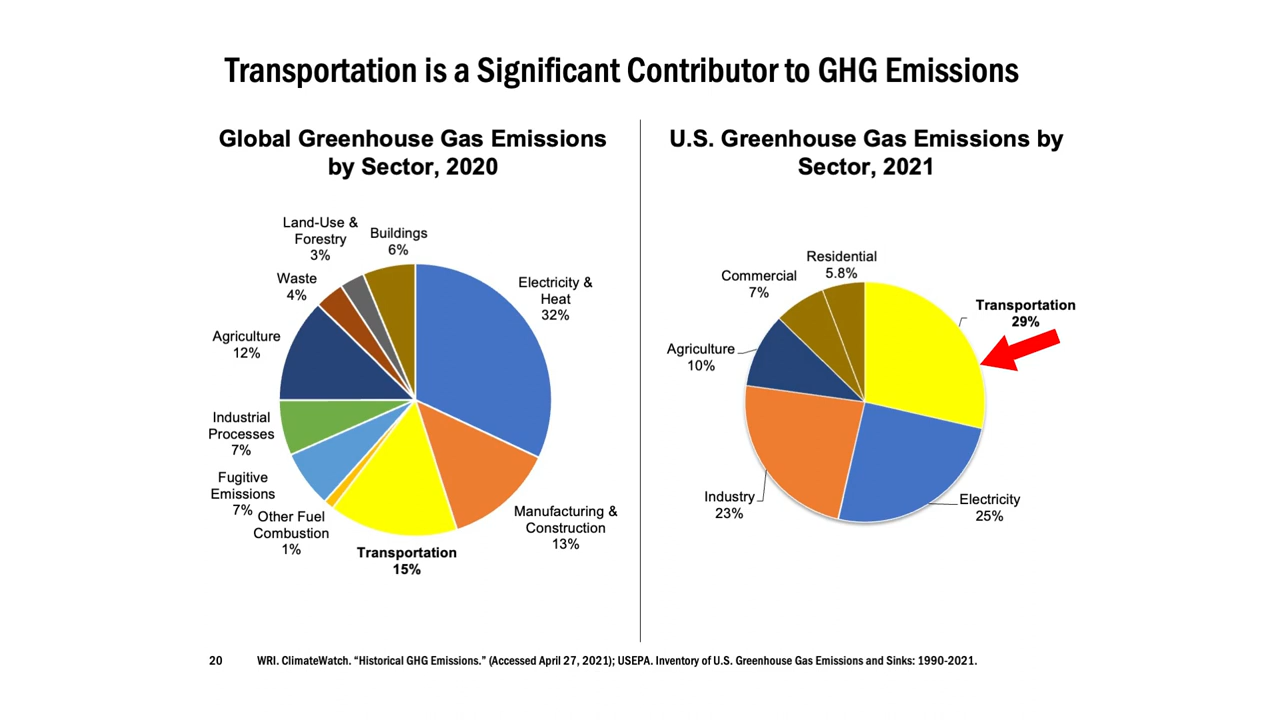 Transportation is a Significant Contributor to GHG Emissions
Global Greenhouse Gas Emissions
by Sector, 2020
Land-Use &
Forestry
3%
Buildings
6%
Waste
4%
Electricity &
Heat
32%
Agriculture
12%
Industrial
Processes
7%
Fugitive
Emissions
7%
Other Fuel
Combustion
1%
Transportation
15%
Manufacturing &
Construction
13%
U.S. Greenhouse Gas Emissions by
Sector, 2021
Residential
5.8%
Commercial
7%
Transportation
29%
Agriculture
10%
Industry
23%
Electricity
25%
20 WRI. ClimateWatch. “Historical GHG Emissions.” (Accessed April 27, 2021); USEPA. Inventory of U.S. Greenhouse Gas Emissions and Sinks: 1990-2021.